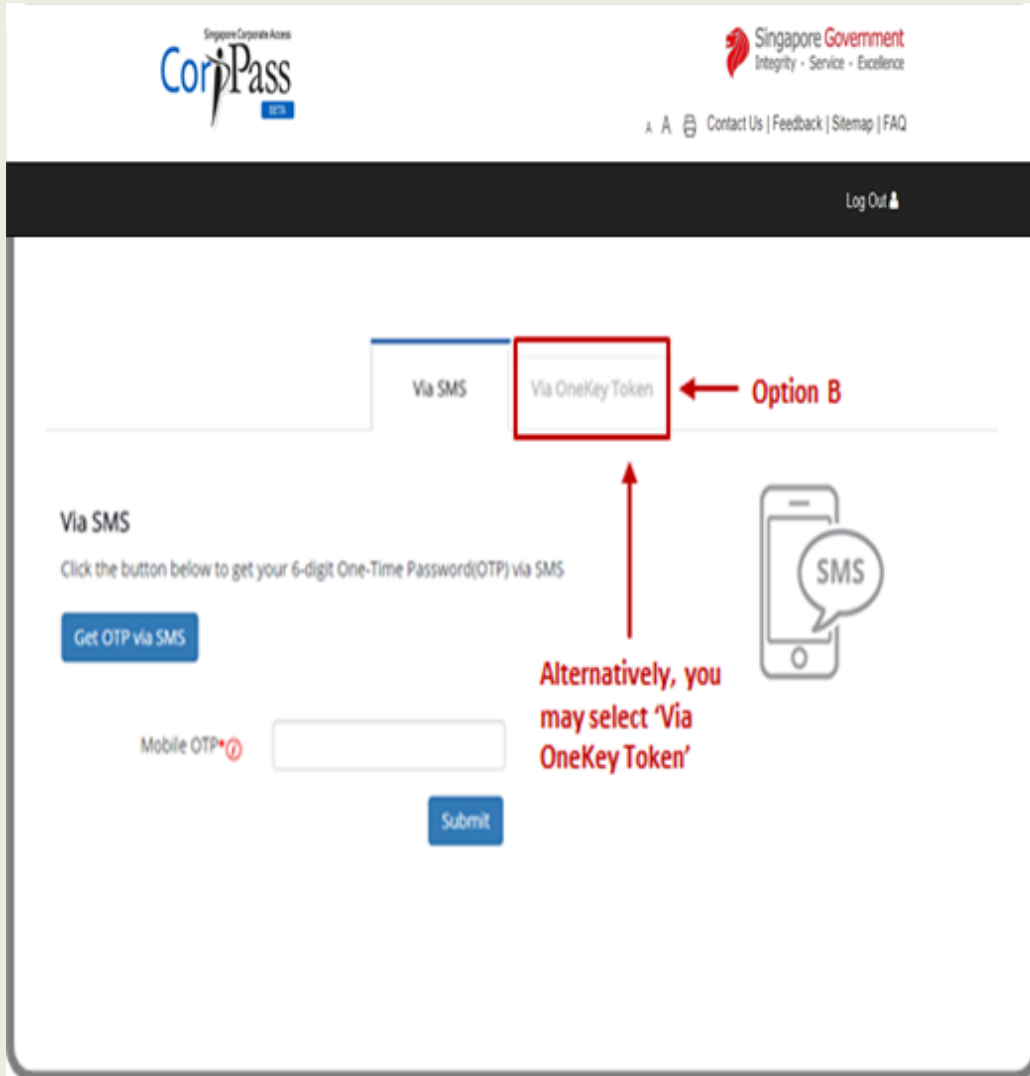 Singapore Corporate Access
CorpPass
BETA
Singapore Government
Integrity - Service - Excellence
A A Contact Us | Feedback | Sitemap | FAQ
Log Out
Via SMS
Via OneKey Token
Option B
Via SMS
Click the button below to get your 6-digit One-Time Password(OTP) via SMS
SMS
Get OTP via SMS
Alternatively, you
may select ‘Via
OneKey Token’
Mobile OTP*
Submit